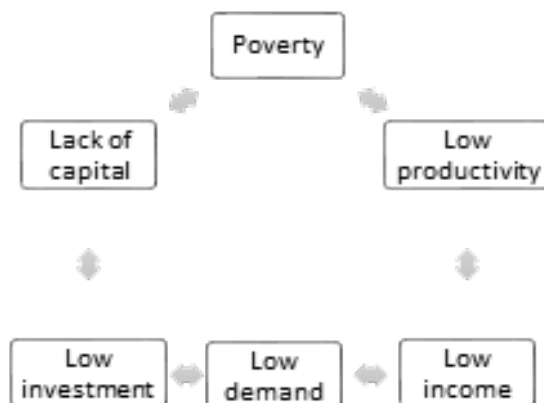 Poverty
Lack of
capital
Low
productivity
Low
investment
Low
demand
Low
income